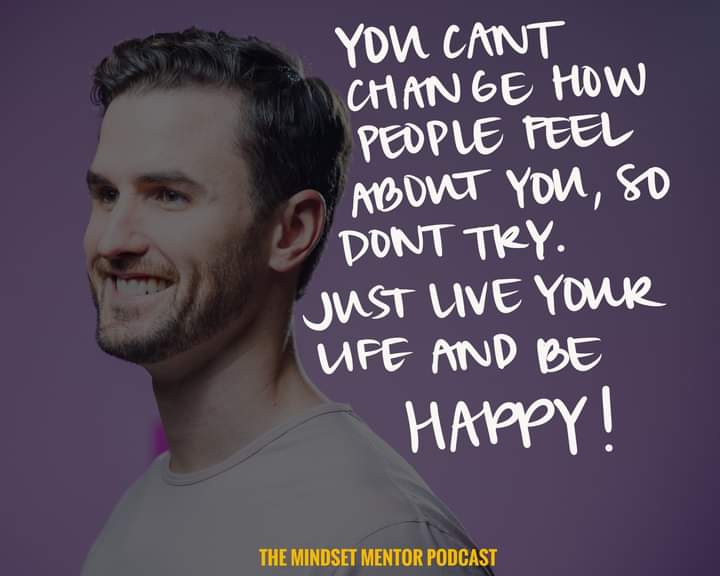 YOU CANT
CHANGE HOW
PEOPLE FEEL
ABOUT YOU, SO
DONT TRY.
JUST LIVE YOUR
LIFE AND BE
HAPPY!
THE MINDSET MENTOR PODCAST